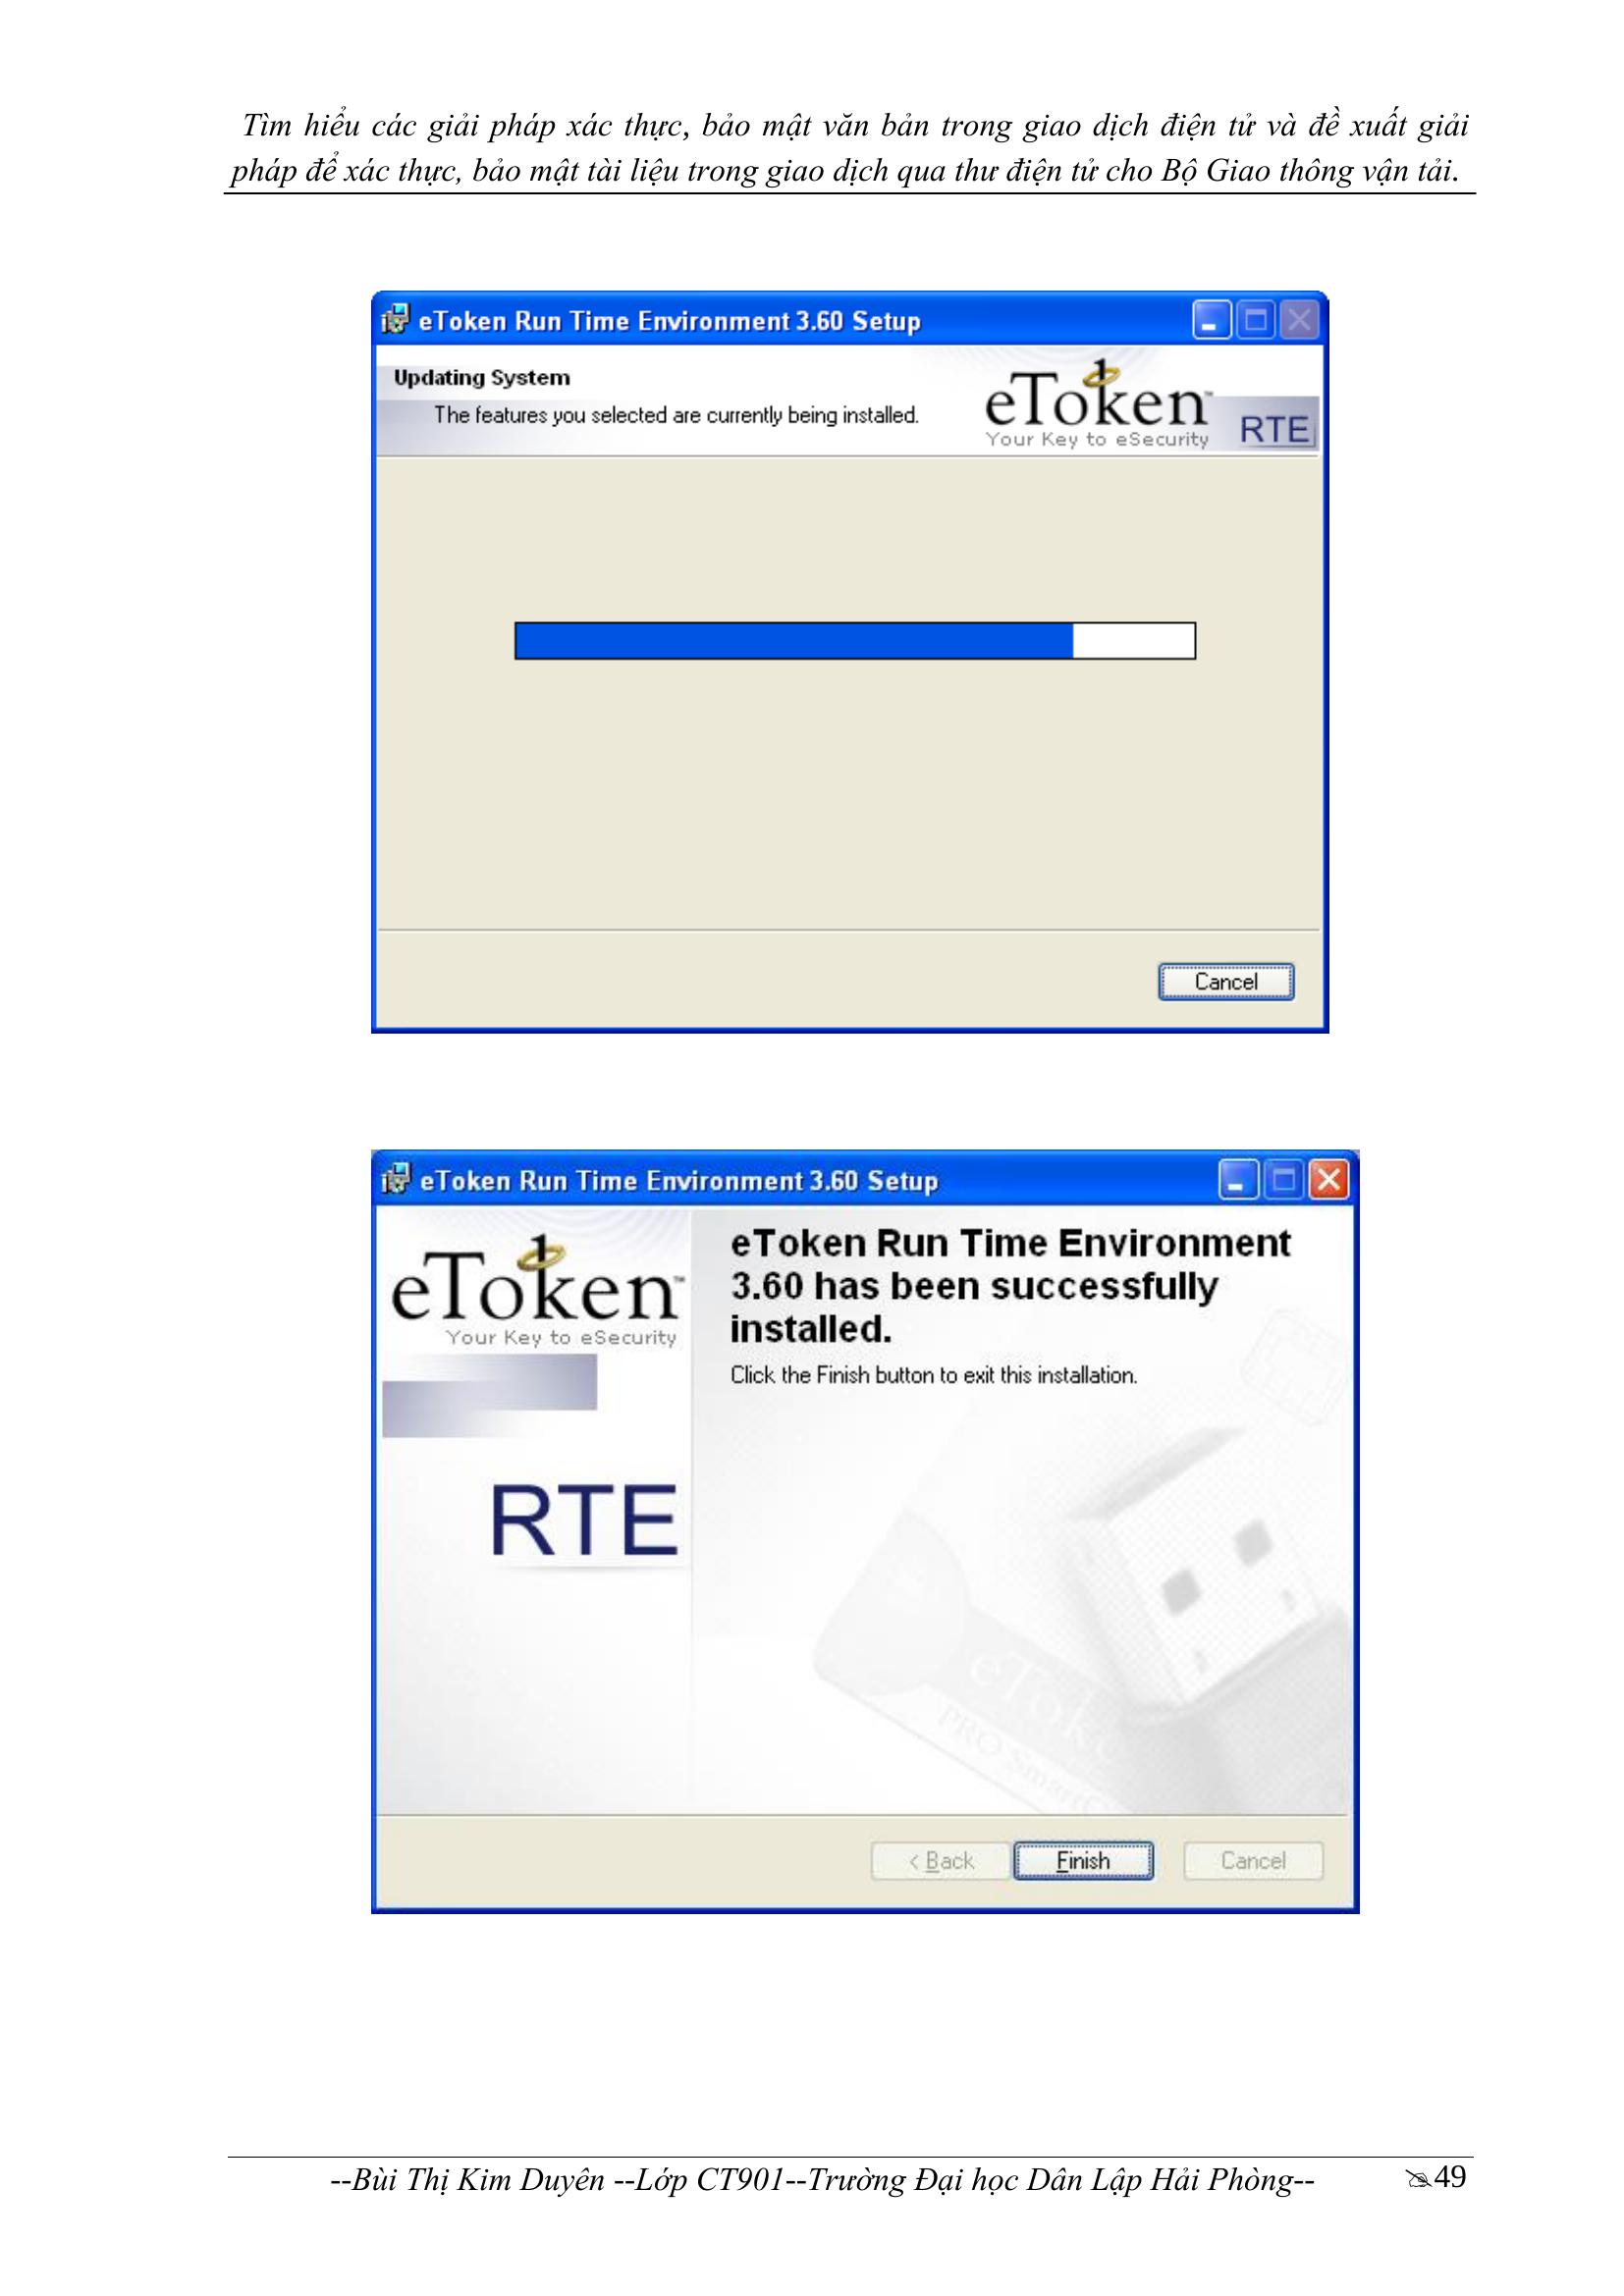 Tìm hiểu các giải pháp xác thực, bảo mật văn bản trong giao dịch điện tử và đề xuất giải
pháp để xác thực, bảo mật tài liệu trong giao dịch qua thư điện tử cho Bộ Giao thông vận tải.
eToken Run Time Environment 3.60 Setup
Updating System
The features you selected are currently being installed.
eToken™
Your Key to eSecurity
RTE
Cancel
eToken Run Time Environment 3.60 Setup
eToken™
Your Key to eSecurity
RTE
eToken Run Time Environment
3.60 has been successfully
installed.
Click the Finish button to exit this installation.
eToke
PRO SmartC
< Back
Finish
Cancel
--Bùi Thị Kim Duyên --Lớp CT901--Trường Đại học Dân Lập Hải Phòng-- 49